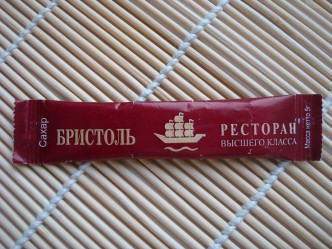 Сахар
БРИСТОЛЬ
РЕСТОРАН
ВЫСШЕГО КЛАССА
Масса нетто 5г